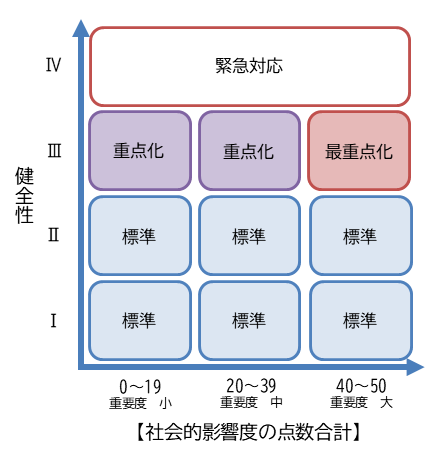 Ⅳ
緊急対応
Ⅲ
重点化
重点化
最重点化
健全性
Ⅱ
標準
標準
標準
Ⅰ
標準
標準
標準
0～19
重要度　小
20～39
重要度　中
40～50
重要度　大
【社会的影響度の点数合計】